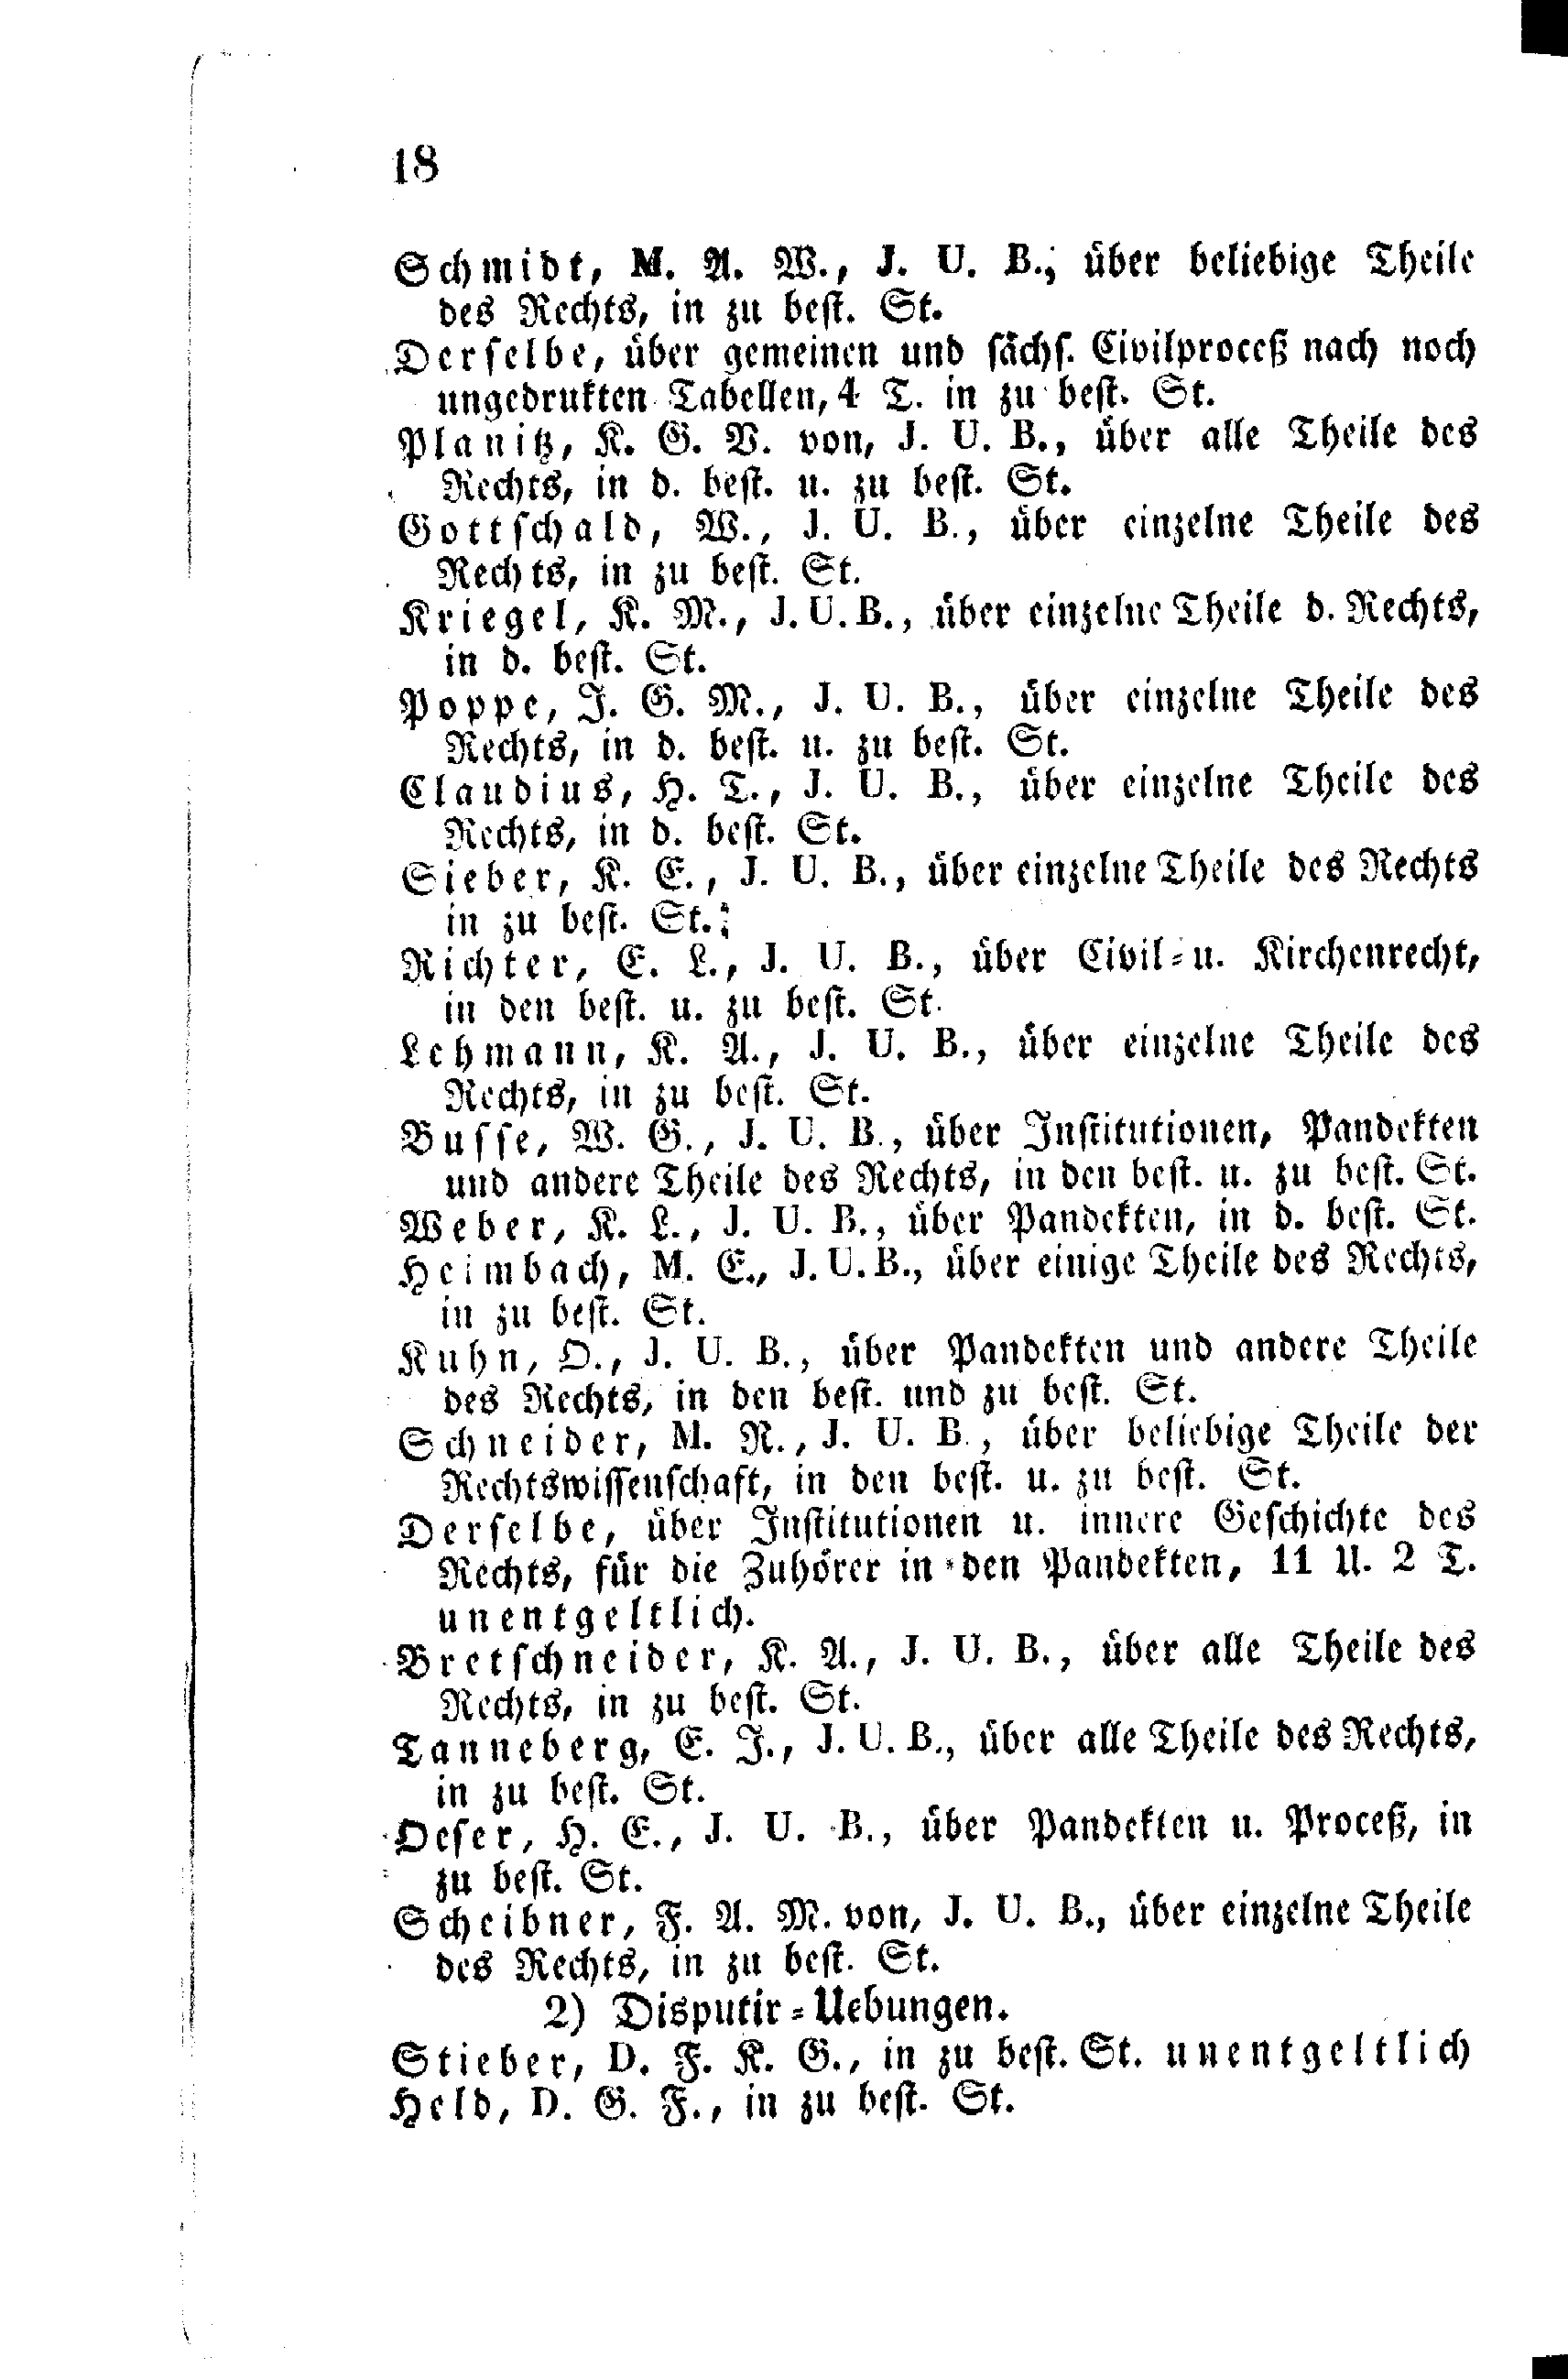 18
Schmidt, M. A. W., J. U. B., über beliebige Theile
des Rechts, in zu best. St.
Derselbe, über gemeinen und sächs. Civilproceß nach noch
ungedrukten Tabellen, 4 T. in zu best. St.
Planitz, K. G. V. von, J. U. B., über alle Theile des
Rechts, in d. best. u. zu best. St.
Gottschald, W., J. U. B., über einzelne Theile des
Rechts, in zu best. St.
Kriegel, K. M., J. U. B., über einzelne Theile d. Rechts,
in d. best. St.
Poppe, J. G. M., J. U. B., über einzelne Theile des
Rechts, in d. best. u. zu best. St.
Claudius, H. T., J. U. B., über einzelne Theile des
Rechts, in d. best. St.
Sieber, K. E., J. U. B., über einzelne Theile des Rechts
in zu best. St.
Richter, E. L., J. U. B., über Civil- u. Kirchenrecht,
in den best. u. zu best. St.
Lehmann, K. A., J. U. B., über einzelne Theile des
Rechts, in zu best. St.
Busse, W. G., J. U. B., über Institutionen, Pandekten
und andere Theile des Rechts, in den best. u. zu best. St.
Weber, K. L., J. U. B., über Pandekten, in d. best. St.
Heimbach, M. E., J. U. B., über einige Theile des Rechts,
in zu best. St.
Kuhn, O., J. U. B., über Pandekten und andere Theile
des Rechts, in den best. und zu best. St.
Schneider, M. R., J. U. B., über beliebige Theile der
Rechtswissenschaft, in den best. u. zu best. St.
Derselbe, über Institutionen u. innere Geschichte des
Rechts, für die Zuhörer in den Pandekten, 11 U. 2 T.
unentgeltlich.
Bretschneider, K. A., J. U. B., über alle Theile des
Rechts, in zu best. St.
Tanneberg, E. J., J. U. B., über alle Theile des Rechts,
in zu best. St.
Oeser, H. E., J. U. B., über Pandekten u. Proceß, in
zu best. St.
Scheibner, F. A. M. von, J. U. B., über einzelne Theile
des Rechts, in zu best. St.
2) Disputir-Uebungen.
Stieber, D. F. K. G., in zu best. St. unentgeltlich
Held, D. G. F., in zu best. St.